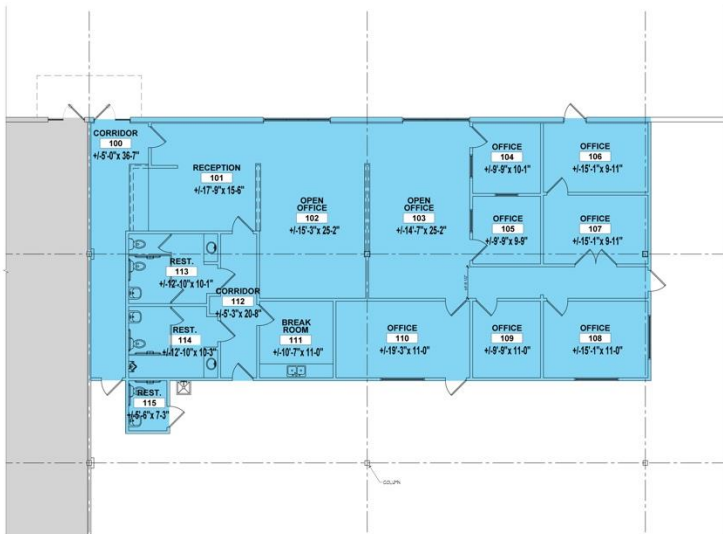 CORRIDOR
100
+/-5'-0"x 36'-7"
RECEPTION
101
+/-17'-9"x 15'-6"
OPEN
OFFICE
102
+/-15'-3"x 25'-2"
OPEN
OFFICE
103
+/-14'-7"x 25'-2"
OFFICE
104
+/-9'-9"x 10'-1"
OFFICE
106
+/-15'-1"x 9'-11"
OFFICE
105
+/-9'-9"x 9'-9"
OFFICE
107
+/-15'-1"x 9'-11"
REST.
113
+/-12'-10"x 10'-1"
CORRIDOR
112
+/-5'-3"x 20'-8"
REST.
114
+/-12'-10"x 10'-3"
BREAK
ROOM
111
+/-10'-7"x 11'-0"
OFFICE
110
+/-19'-3"x 11'-0"
OFFICE
109
+/-9'-9"x 11'-0"
OFFICE
108
+/-15'-1"x 11'-0"
REST.
115
+/-5'-6"x 7'-3"
COLUMN